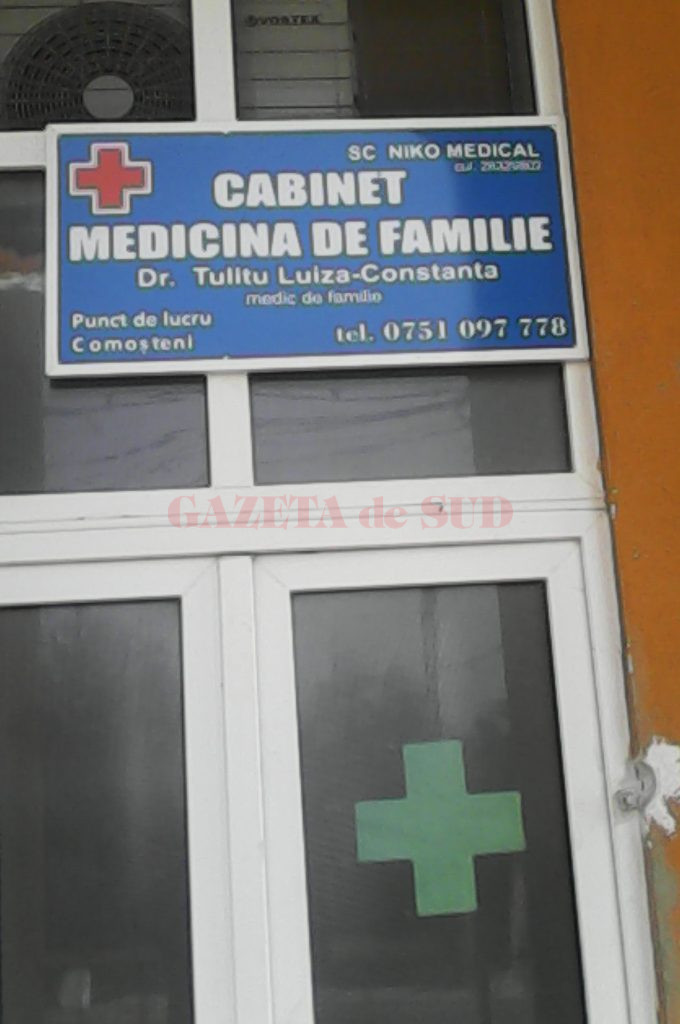 VORTEX
SC NIKO MEDICAL
CABINET
MEDICINA DE FAMILIE
Dr. Tulitu Luiza-Constanta
medic de familie
Punct de lucru
Comoșteni
tel. 0751 097 778
GAZETA de SUD